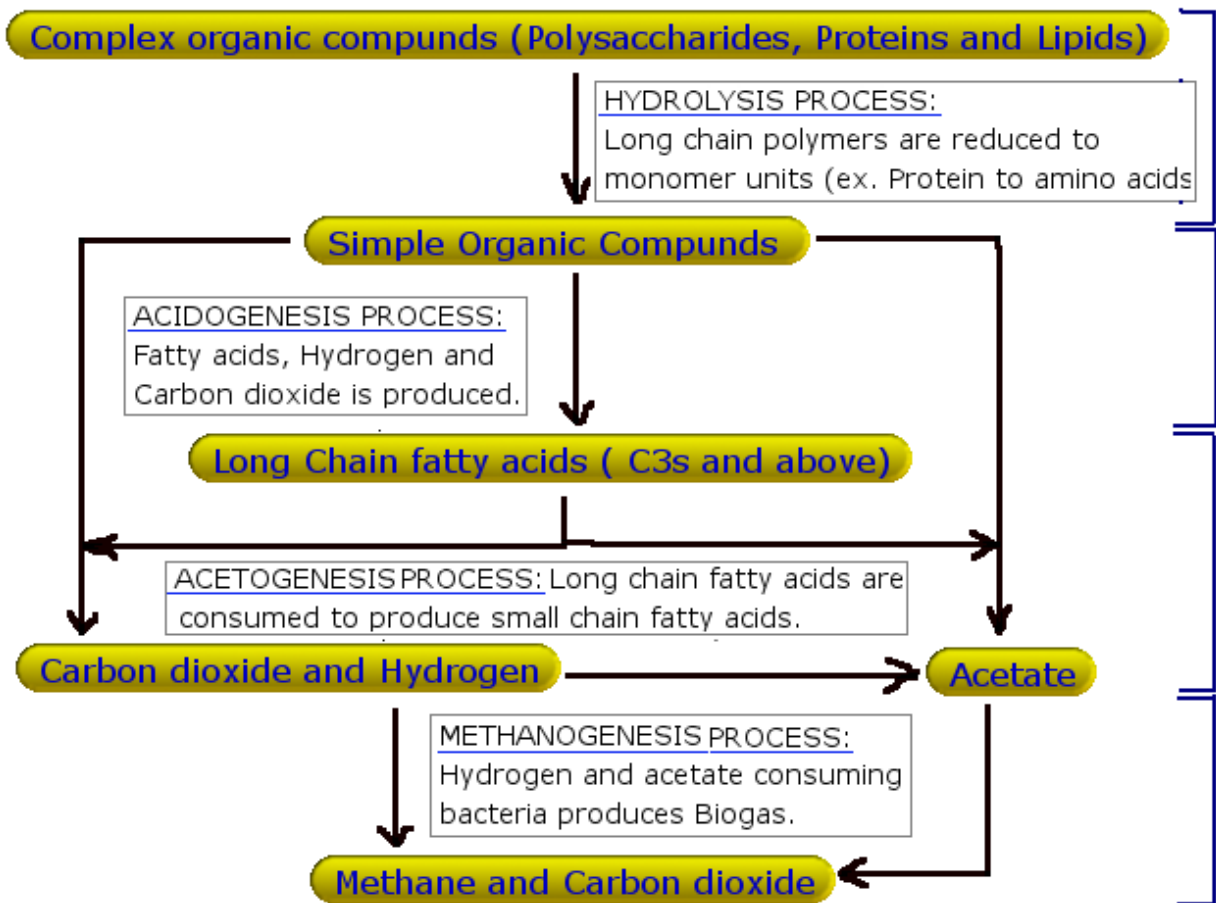 Complex organic compunds (Polysaccharides, Proteins and Lipids)
HYDROLYSIS PROCESS:
Long chain polymers are reduced to
monomer units (ex. Protein to amino acids
Simple Organic Compunds
ACIDOGENESIS PROCESS:
Fatty acids, Hydrogen and
Carbon dioxide is produced.
Long Chain fatty acids ( C3s and above)
ACETOGENESIS PROCESS: Long chain fatty acids are
consumed to produce small chain fatty acids.
Carbon dioxide and Hydrogen
Acetate
METHANOGENESIS PROCESS:
Hydrogen and acetate consuming
bacteria produces Biogas.
Methane and Carbon dioxide